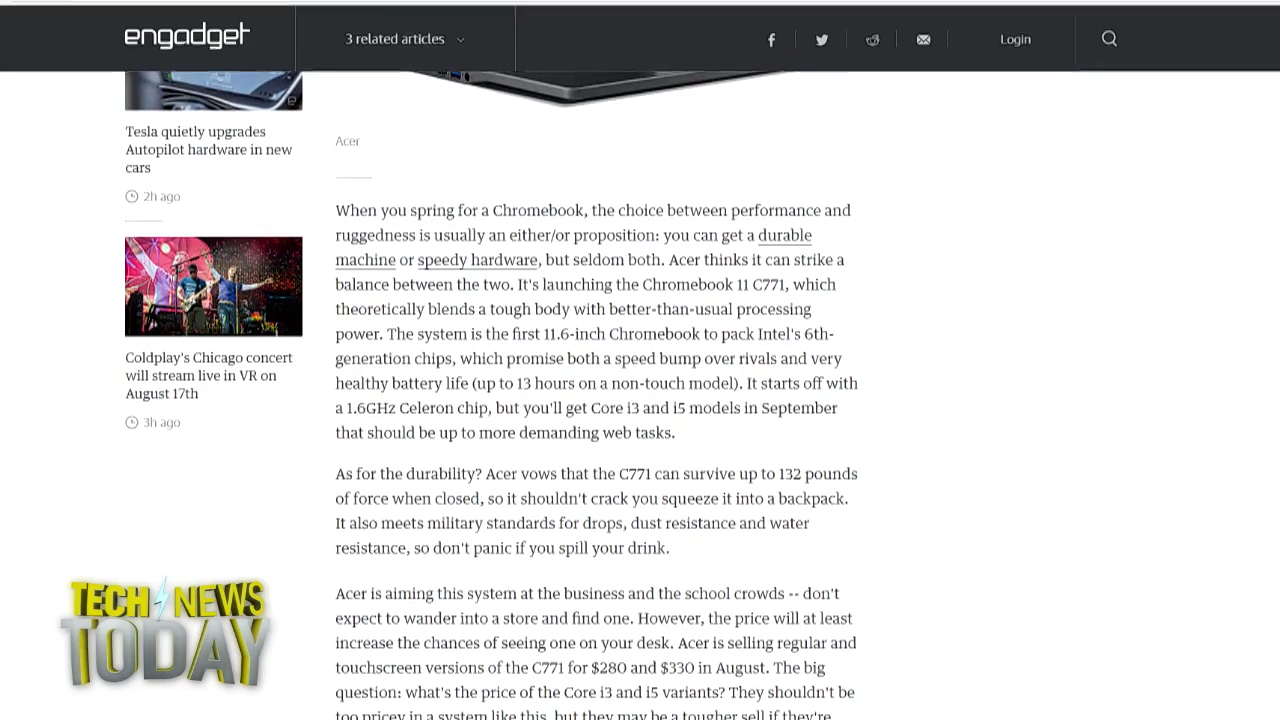 engadget
3 related articles
Login
Tesla quietly upgrades
Autopilot hardware in new
cars
2h ago
Coldplay's Chicago concert
will stream live in VR on
August 17th
3h ago
Acer
When you spring for a Chromebook, the choice between performance and
ruggedness is usually an either/or proposition: you can get a durable
machine or speedy hardware, but seldom both. Acer thinks it can strike a
balance between the two. It's launching the Chromebook 11 C771, which
theoretically blends a tough body with better-than-usual processing
power. The system is the first 11.6-inch Chromebook to pack Intel's 6th-
generation chips, which promise both a speed bump over rivals and very
healthy battery life (up to 13 hours on a non-touch model). It starts off with
a 1.6GHz Celeron chip, but you'll get Core i3 and i5 models in September
that should be up to more demanding web tasks.
As for the durability? Acer vows that the C771 can survive up to 132 pounds
of force when closed, so it shouldn't crack you squeeze it into a backpack.
It also meets military standards for drops, dust resistance and water
resistance, so don't panic if you spill your drink.
Acer is aiming this system at the business and the school crowds -- don't
expect to wander into a store and find one. However, the price will at least
increase the chances of seeing one on your desk. Acer is selling regular and
touchscreen versions of the C771 for $280 and $330 in August. The big
question: what's the price of the Core i3 and i5 variants? They shouldn't be
too pricey in a system like this, but they may be a tougher sell if they're
TECH NEWS
TODAY